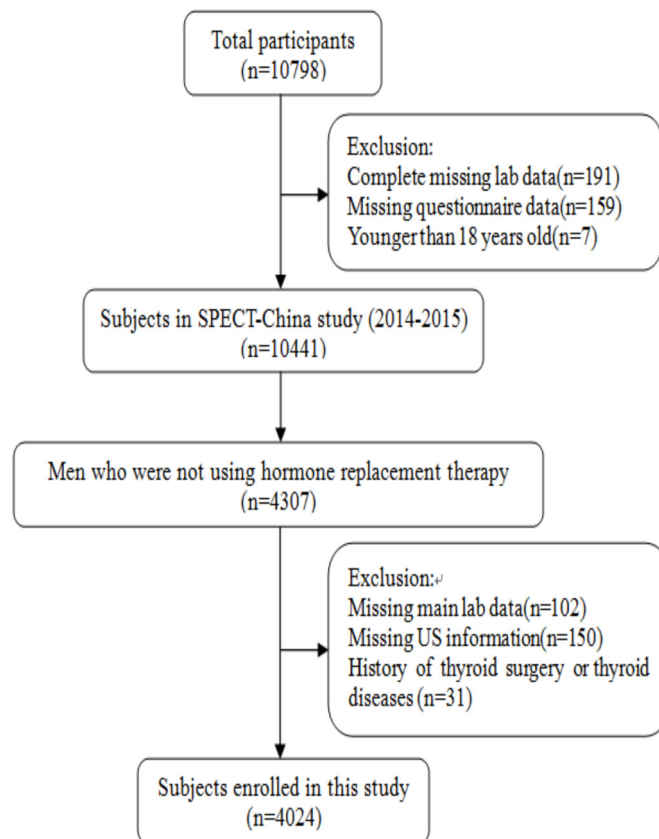 Total participants
(n=10798)
Exclusion:
Complete missing lab data(n=191)
Missing questionnaire data(n=159)
Younger than 18 years old(n=7)
Subjects in SPECT-China study (2014-2015)
(n=10441)
Men who were not using hormone replacement therapy
(n=4307)
Exclusion:↵
Missing main lab data(n=102)
Missing US information(n=150)
History of thyroid surgery or thyroid
diseases (n=31)
Subjects enrolled in this study
(n=4024)